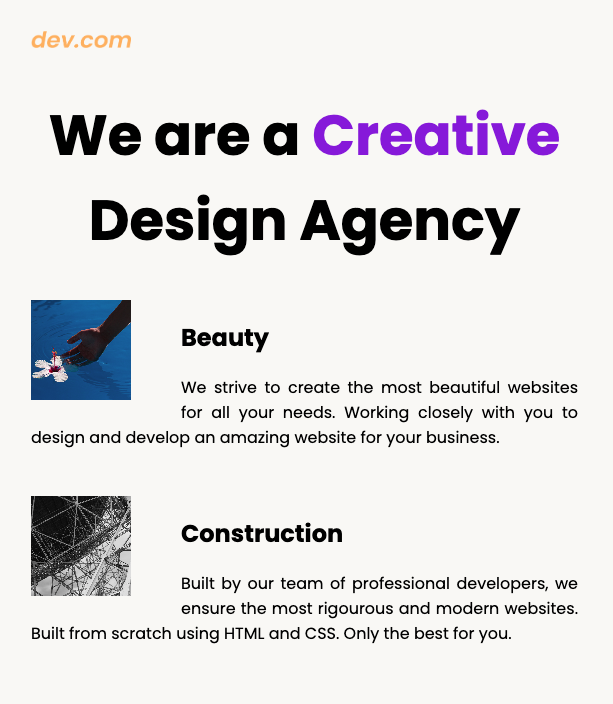 dev.com
We are a Creative
Design Agency
Beauty
We strive to create the most beautiful websites
for all your needs. Working closely with you to
design and develop an amazing website for your business.
Construction
Built by our team of professional developers, we
ensure the most rigourous and modern websites.
Built from scratch using HTML and CSS. Only the best for you.